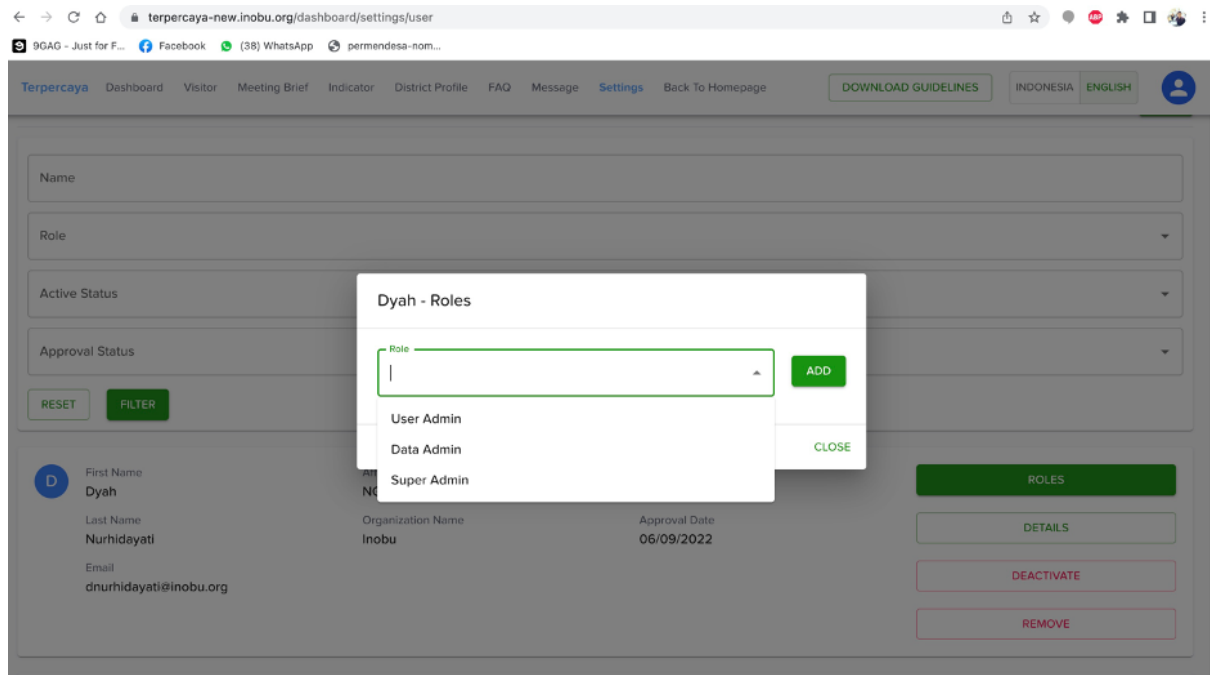 terpercaya-new.inobu.org/dashboard/settings/user
9GAG - Just for F... Facebook (38) WhatsApp permendesa-nom...
Terpercaya Dashboard Visitor Meeting Brief Indicator District Profile FAQ Message Settings Back To Homepage DOWNLOAD GUIDELINES INDONESIA ENGLISH
Name
Role
Active Status
Approval Status
RESET FILTER
Dyah - Roles
Role
ADD
User Admin
Data Admin
Super Admin
CLOSE
D
First Name
Dyah
Last Name
Nurhidayati
Email
dnurhidayati@inobu.org
Organization Name
Inobu
Approval Date
06/09/2022
ROLES
DETAILS
DEACTIVATE
REMOVE